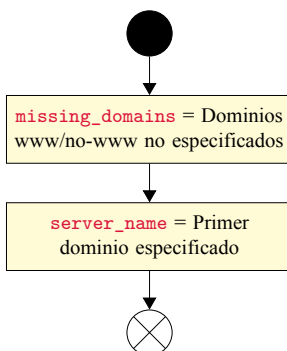 missing_domains = Dominios
www/no-www no especificados
server_name = Primer
dominio especificado